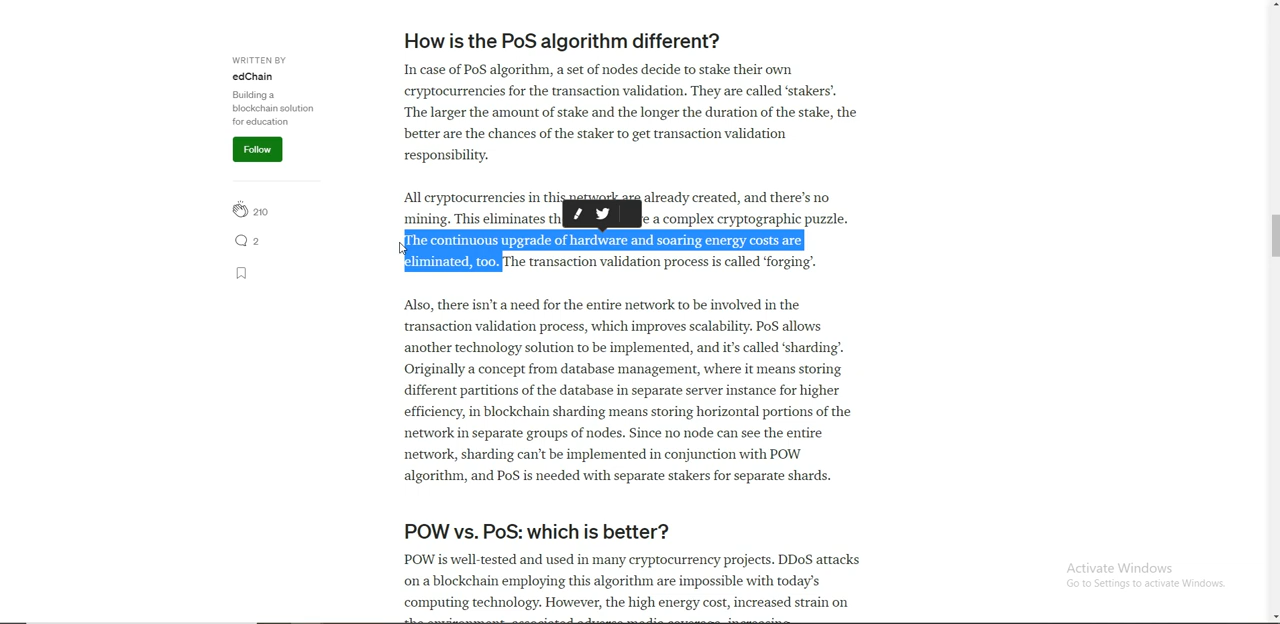 How is the PoS algorithm different?
WRITTEN BY
edChain
Building a
blockchain solution
for education
Follow
210
2
In case of PoS algorithm, a set of nodes decide to stake their own
cryptocurrencies for the transaction validation. They are called ‘stakers’.
The larger the amount of stake and the longer the duration of the stake, the
better are the chances of the staker to get transaction validation
responsibility.
All cryptocurrencies in this network are already created, and there’s no
mining. This eliminates a complex cryptographic puzzle.
The continuous upgrade of hardware and soaring energy costs are
eliminated, too. The transaction validation process is called ‘forging’.
Also, there isn’t a need for the entire network to be involved in the
transaction validation process, which improves scalability. PoS allows
another technology solution to be implemented, and it’s called ‘sharding’.
Originally a concept from database management, where it means storing
different partitions of the database in separate server instance for higher
efficiency, in blockchain sharding means storing horizontal portions of the
network in separate groups of nodes. Since no node can see the entire
network, sharding can’t be implemented in conjunction with POW
algorithm, and PoS is needed with separate stakers for separate shards.
POW vs. PoS: which is better?
POW is well-tested and used in many cryptocurrency projects. DDoS attacks
on a blockchain employing this algorithm are impossible with today’s
computing technology. However, the high energy cost, increased strain on
Activate Windows
Go to Settings to activate Windows.